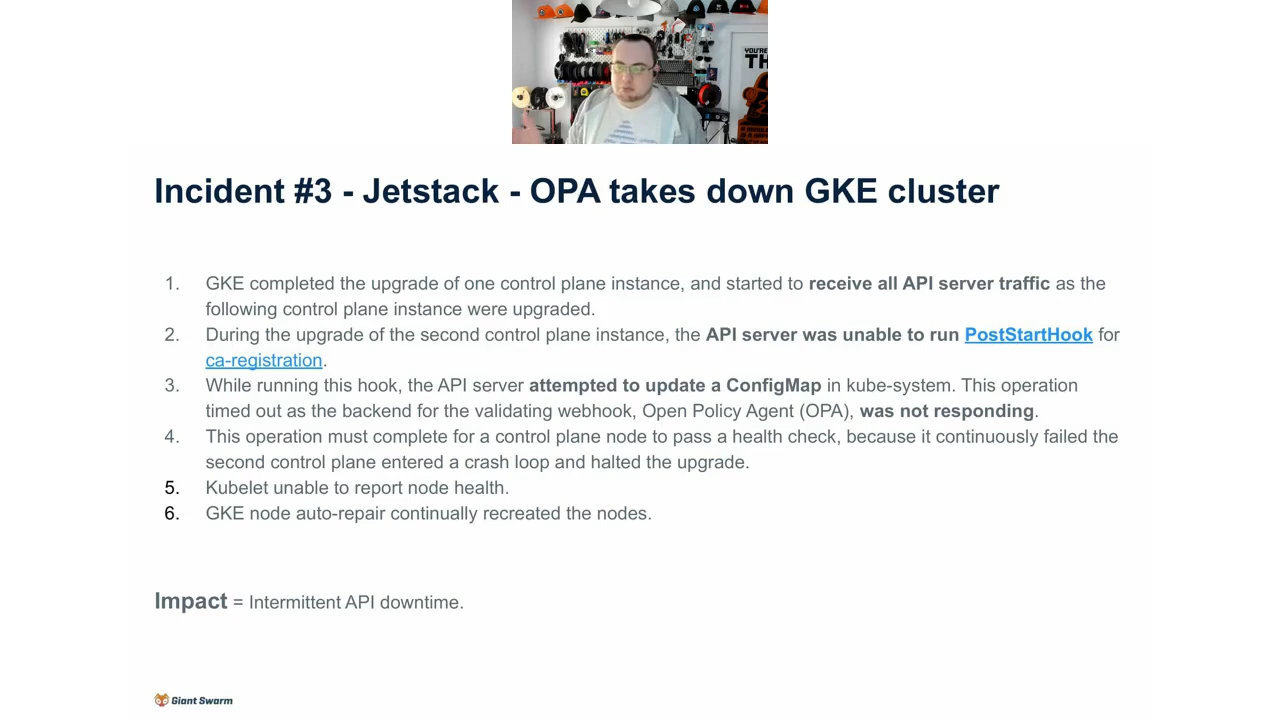 YOU'RE
TH
Incident #3 - Jetstack - OPA takes down GKE cluster
1. GKE completed the upgrade of one control plane instance, and started to receive all API server traffic as the
following control plane instance were upgraded.
2. During the upgrade of the second control plane instance, the API server was unable to run PostStartHook for
ca-registration.
3. While running this hook, the API server attempted to update a ConfigMap in kube-system. This operation
timed out as the backend for the validating webhook, Open Policy Agent (OPA), was not responding.
4. This operation must complete for a control plane node to pass a health check, because it continuously failed the
second control plane entered a crash loop and halted the upgrade.
5. Kubelet unable to report node health.
6. GKE node auto-repair continually recreated the nodes.
Impact = Intermittent API downtime.
Giant Swarm